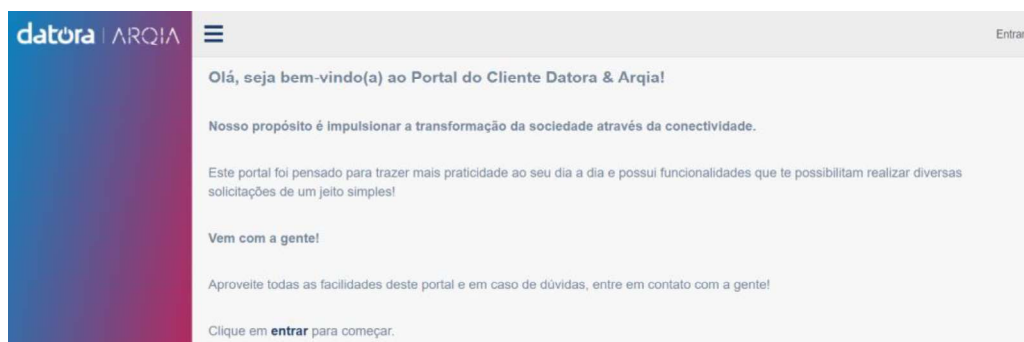 datora | ARQIA
Entrar
Olá, seja bem-vindo(a) ao Portal do Cliente Datora & Arqia!
Nosso propósito é impulsionar a transformação da sociedade através da conectividade.
Este portal foi pensado para trazer mais praticidade ao seu dia a dia e possui funcionalidades que te possibilitam realizar diversas
solicitações de um jeito simples!
Vem com a gente!
Aproveite todas as facilidades deste portal e em caso de dúvidas, entre em contato com a gente!
Clique em entrar para começar.